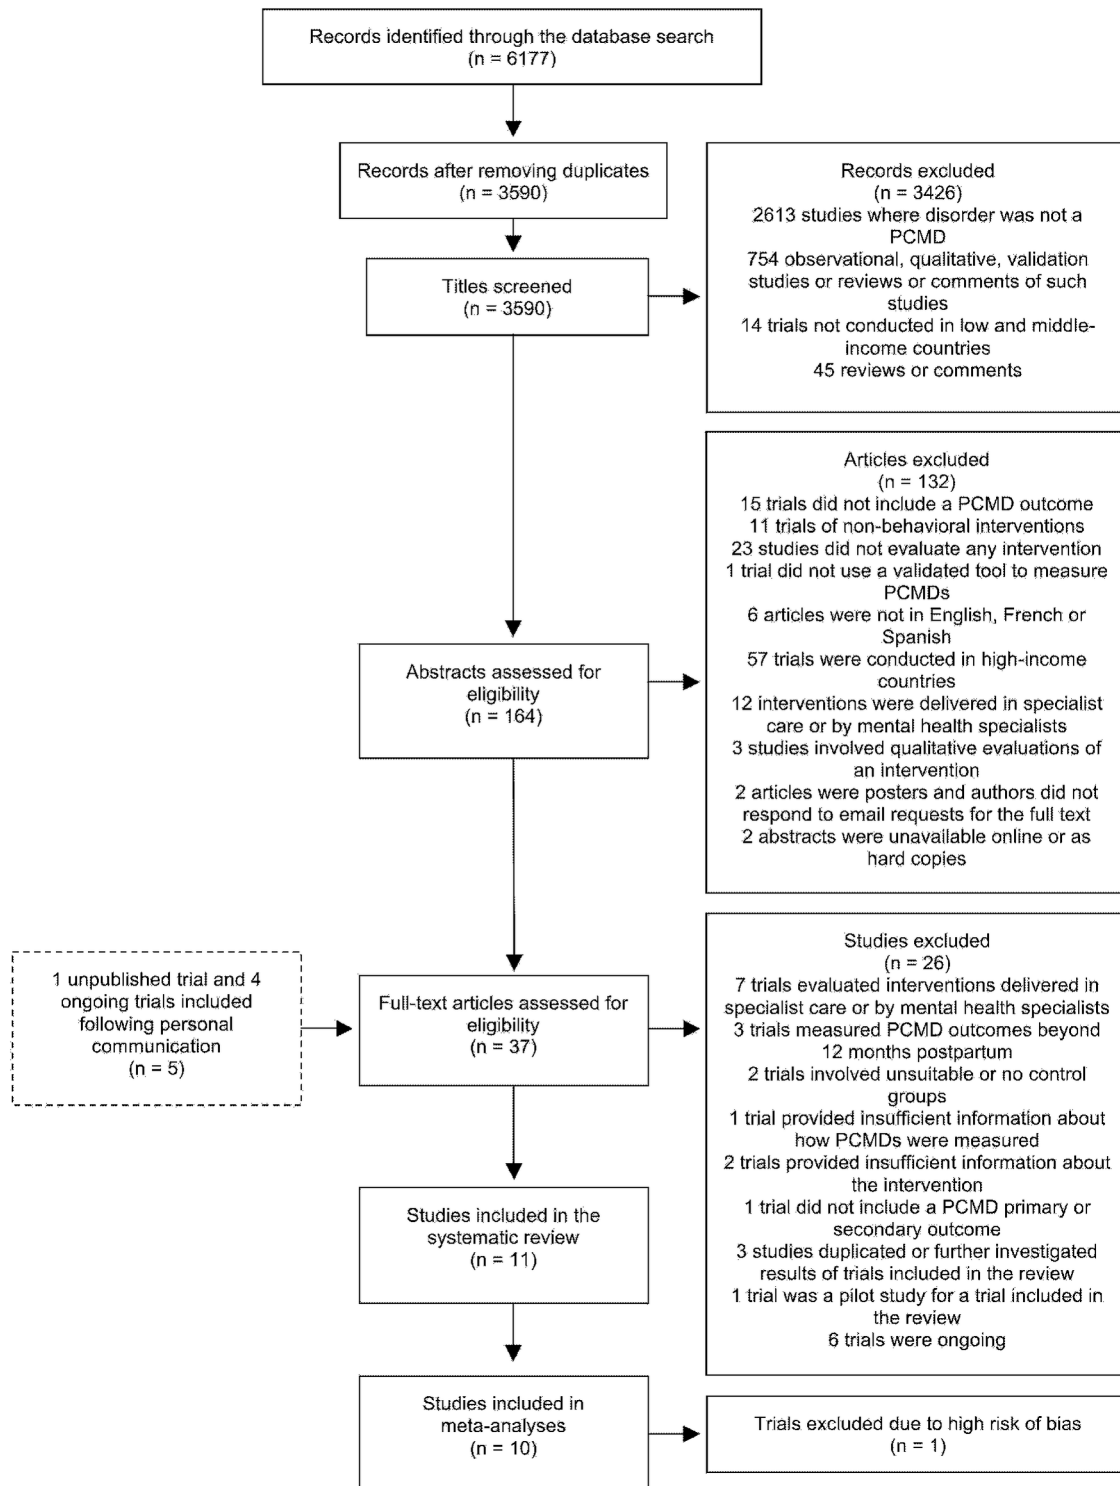 Records identified through the database search
(n = 6177)
Records after removing duplicates
(n = 3590)
Titles screened
(n = 3590)
Records excluded
(n = 3426)
2613 studies where disorder was not a
PCMD
754 observational, qualitative, validation
studies or reviews or comments of such
studies
14 trials not conducted in low and middle-
income countries
45 reviews or comments
Abstracts assessed for
eligibility
(n = 164)
Articles excluded
(n = 132)
15 trials did not include a PCMD outcome
11 trials of non-behavioral interventions
23 studies did not evaluate any intervention
1 trial did not use a validated tool to measure
PCMDs
6 articles were not in English, French or
Spanish
57 trials were conducted in high-income
countries
12 interventions were delivered in specialist
care or by mental health specialists
3 studies involved qualitative evaluations of
an intervention
2 articles were posters and authors did not
respond to email requests for the full text
2 abstracts were unavailable online or as
hard copies
1 unpublished trial and 4
ongoing trials included
following personal
communication
(n = 5)
Full-text articles assessed for
eligibility
(n = 37)
Studies excluded
(n = 26)
7 trials evaluated interventions delivered in
specialist care or by mental health specialists
3 trials measured PCMD outcomes beyond
12 months postpartum
2 trials involved unsuitable or no control
groups
1 trial provided insufficient information about
how PCMDs were measured
2 trials provided insufficient information about
the intervention
1 trial did not include a PCMD primary or
secondary outcome
3 studies duplicated or further investigated
results of trials included in the review
1 trial was a pilot study for a trial included in
the review
6 trials were ongoing
Studies included in the
systematic review
(n = 11)
Studies included in
meta-analyses
(n = 10)
Trials excluded due to high risk of bias
(n = 1)